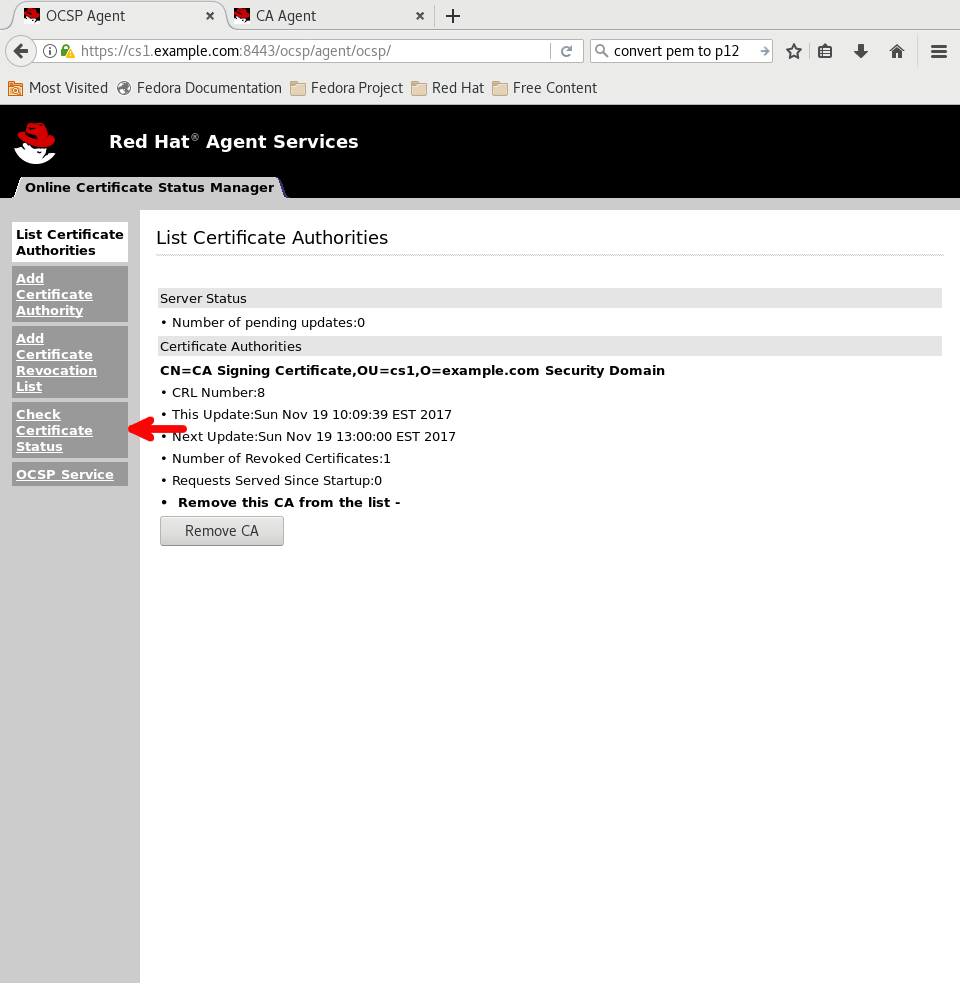 OCSP Agent
CA Agent
https://cs1.example.com:8443/ocsp/agent/ocsp/
convert pem to p12
Most Visited
Fedora Documentation
Fedora Project
Red Hat
Free Content
Red Hat® Agent Services
Online Certificate Status Manager
List Certificate
Authorities
Add
Certificate
Authority
Add
Certificate
Revocation
List
Check
Certificate
Status
OCSP Service
List Certificate Authorities
Server Status
• Number of pending updates:0
Certificate Authorities
CN=CA Signing Certificate,OU=cs1,O=example.com Security Domain
• CRL Number:8
• This Update:Sun Nov 19 10:09:39 EST 2017
• Next Update:Sun Nov 19 13:00:00 EST 2017
• Number of Revoked Certificates:1
• Requests Served Since Startup:0
• Remove this CA from the list -
Remove CA